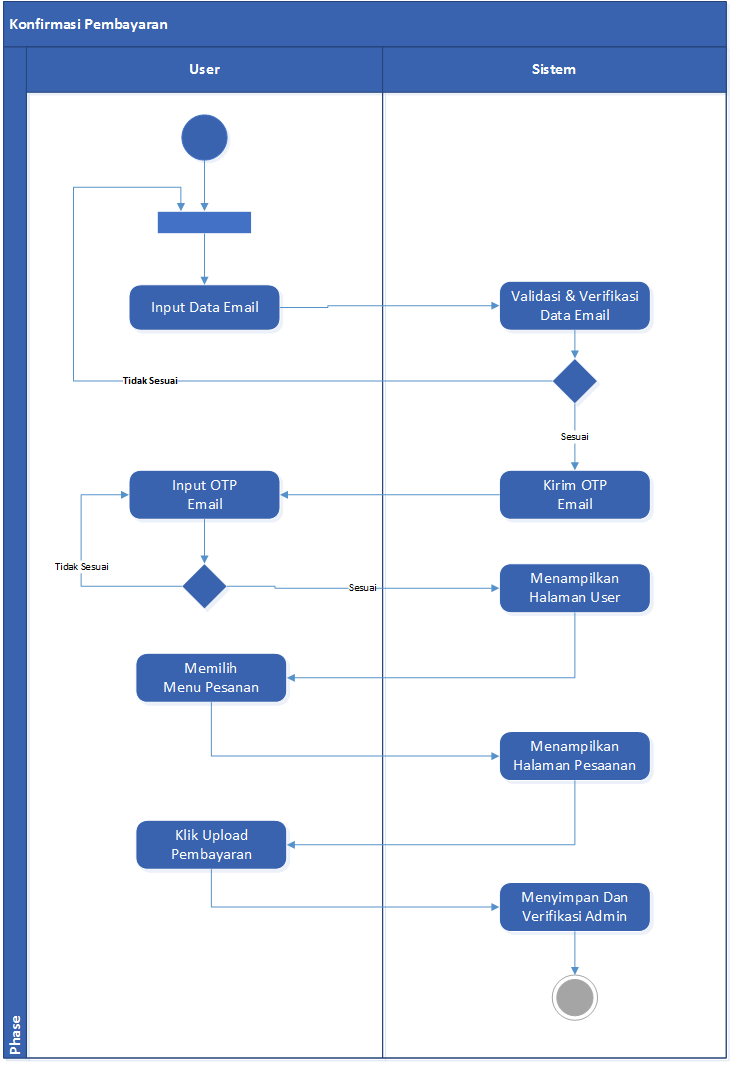 Konfirmasi Pembayaran
User
Sistem
Input Data Email
Validasi & Verifikasi
Data Email
Tidak Sesuai
Sesuai
Input OTP
Email
Kirim OTP
Email
Tidak Sesuai
Sesuai
Menampilkan
Halaman User
Memilih
Menu Pesanan
Menampilkan
Halaman Pesaanan
Klik Upload
Pembayaran
Menyimpan Dan
Verifikasi Admin
Phase